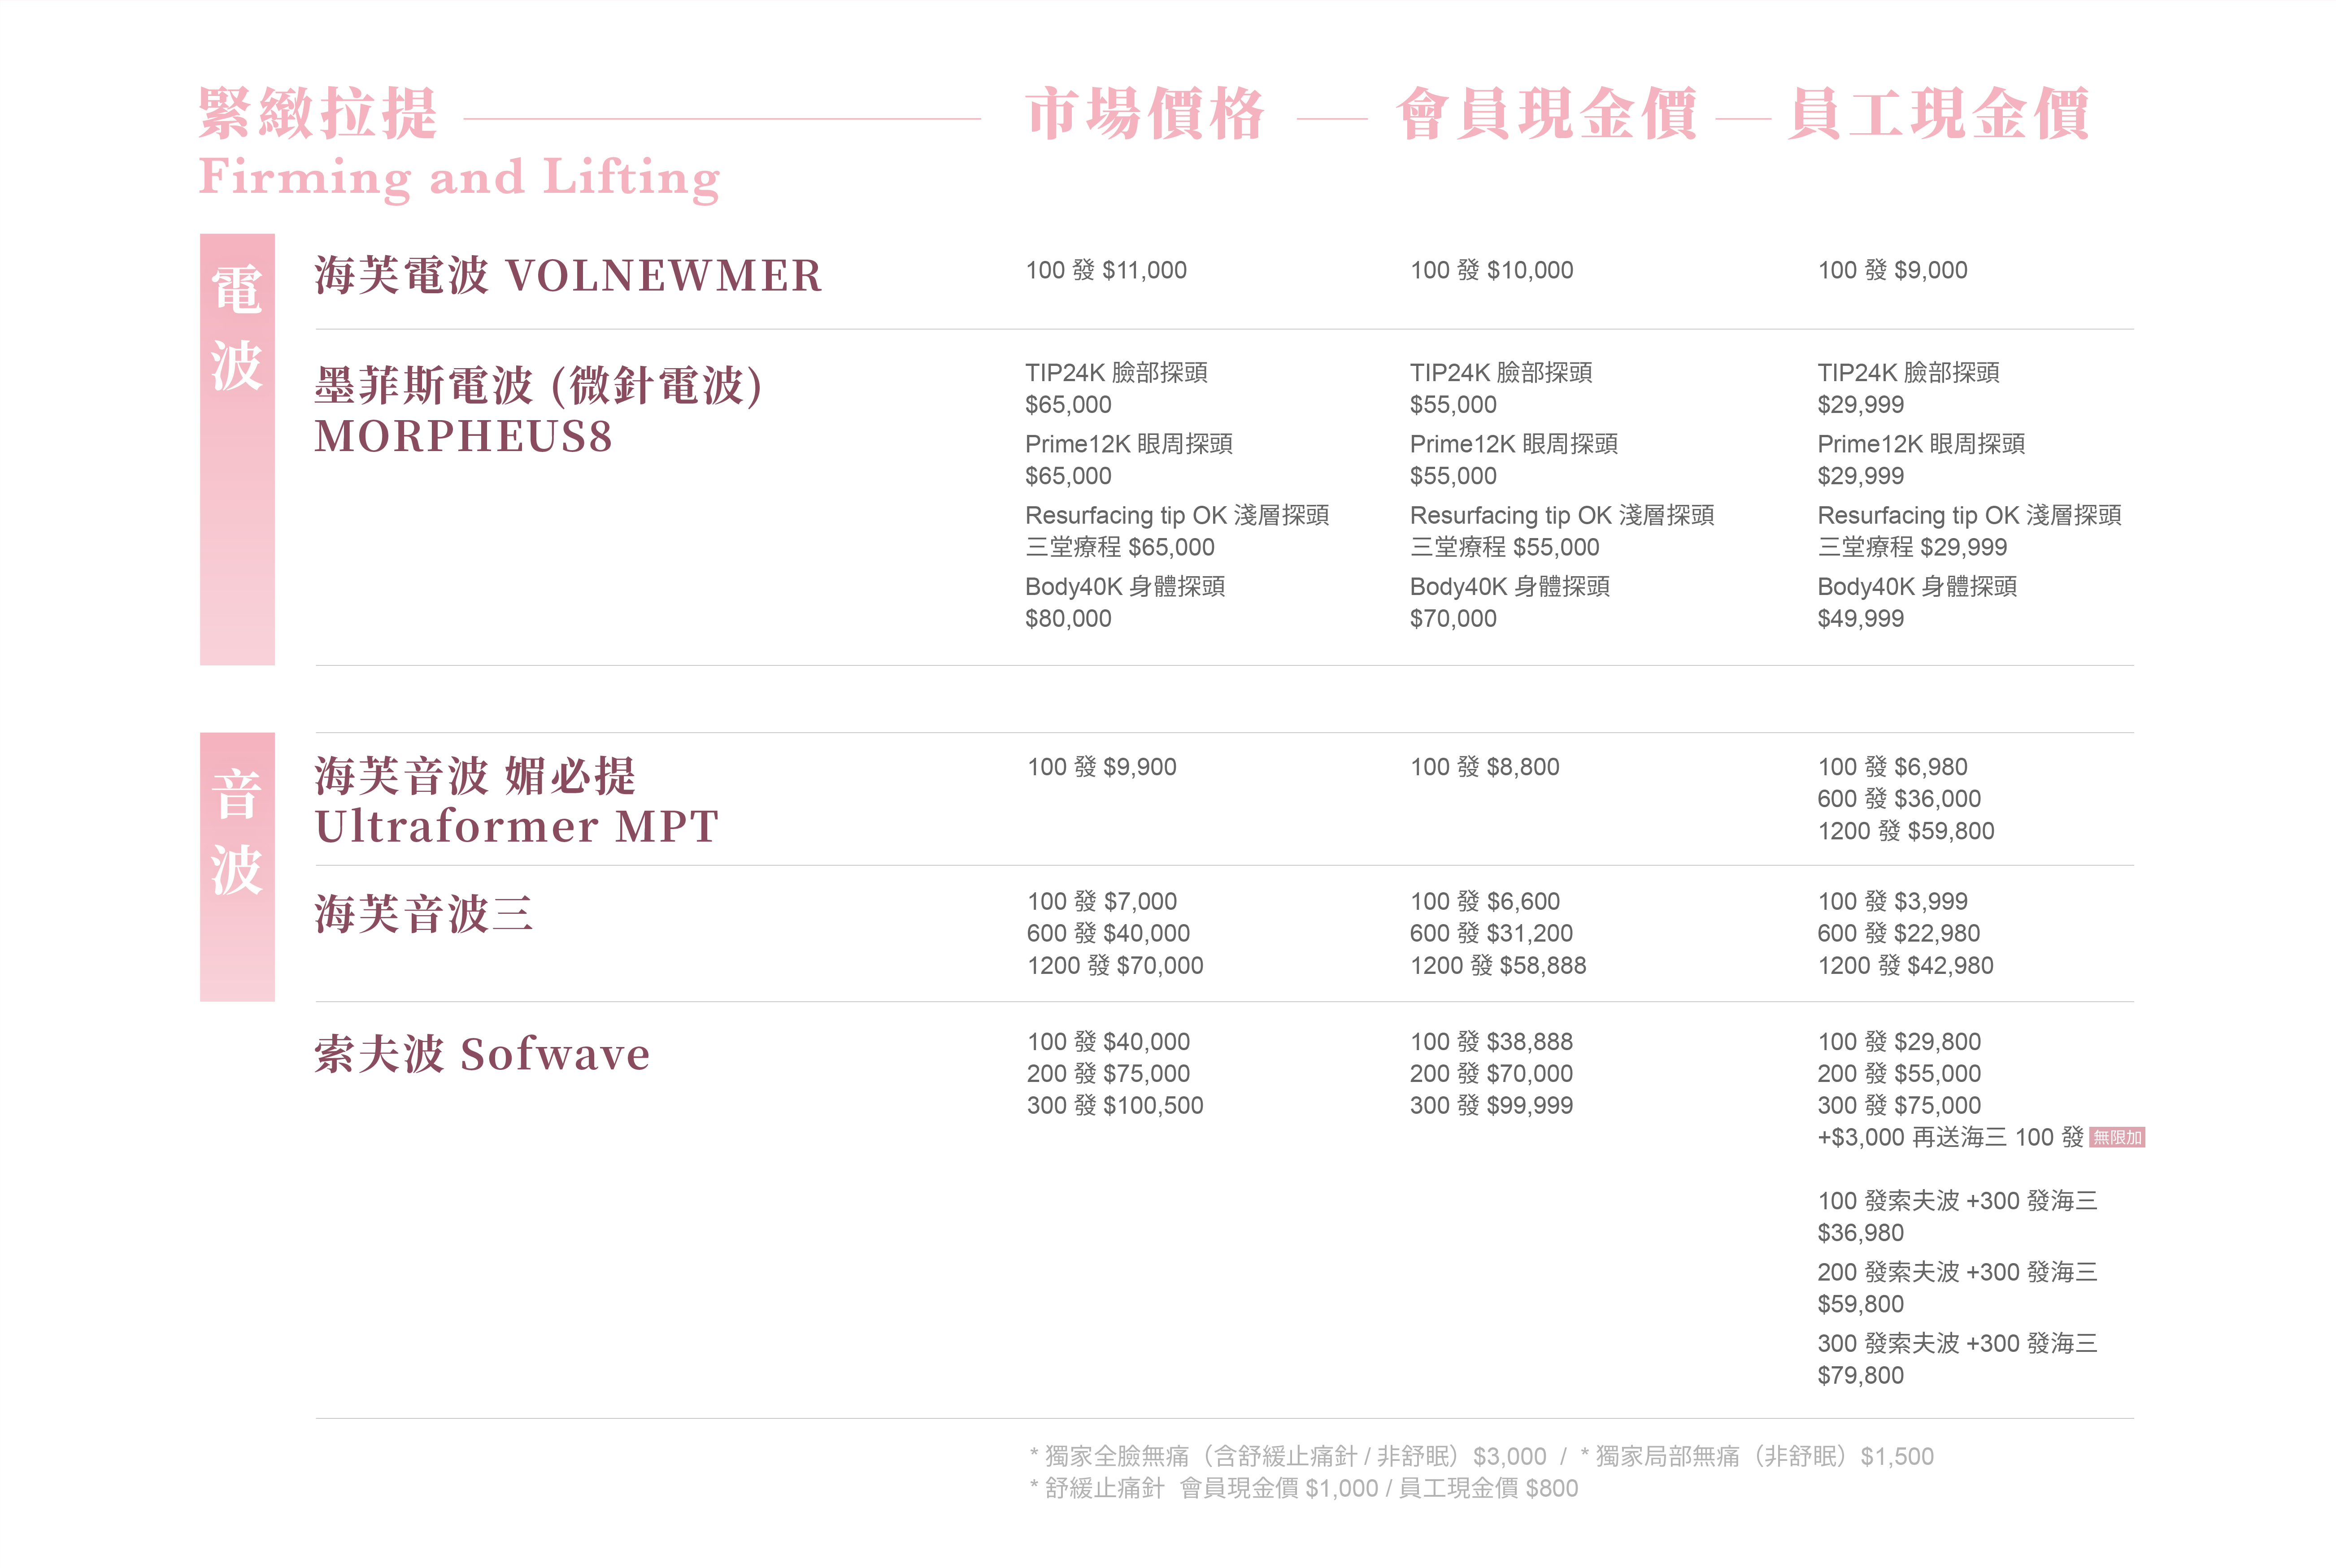 緊緻拉提 市場價格 會員現金價 員工現金價
Firming and Lifting
電波
海芙電波 VOLNEWMER
100 發 $11,000
100 發 $10,000
100 發 $9,000
墨菲斯電波 (微針電波)
MORPHEUS8
TIP24K 臉部探頭
$65,000
Prime12K 眼周探頭
$65,000
Resurfacing tip OK 淺層探頭
三堂療程 $65,000
Body40K 身體探頭
$80,000
TIP24K 臉部探頭
$55,000
Prime12K 眼周探頭
$55,000
Resurfacing tip OK 淺層探頭
三堂療程 $55,000
Body40K 身體探頭
$70,000
TIP24K 臉部探頭
$29,999
Prime12K 眼周探頭
$29,999
Resurfacing tip OK 淺層探頭
三堂療程 $29,999
Body40K 身體探頭
$49,999
音波
海芙音波 媚必提
Ultraformer MPT
100 發 $9,900
100 發 $8,800
100 發 $6,980
600 發 $36,000
1200 發 $59,800
海芙音波三
100 發 $7,000
600 發 $40,000
1200 發 $70,000
100 發 $6,600
600 發 $31,200
1200 發 $58,888
100 發 $3,999
600 發 $22,980
1200 發 $42,980
索夫波 Sofwave
100 發 $40,000
200 發 $75,000
300 發 $100,500
100 發 $38,888
200 發 $70,000
300 發 $99,999
100 發 $29,800
200 發 $55,000
300 發 $75,000
+$3,000 再送海三 100 發 無限加
100 發索夫波 +300 發海三
$36,980
200 發索夫波 +300 發海三
$59,800
300 發索夫波 +300 發海三
$79,800
* 獨家全臉無痛（含舒緩止痛針 / 非舒眠）$3,000 / * 獨家局部無痛（非舒眠）$1,500
* 舒緩止痛針 會員現金價 $1,000 / 員工現金價 $800